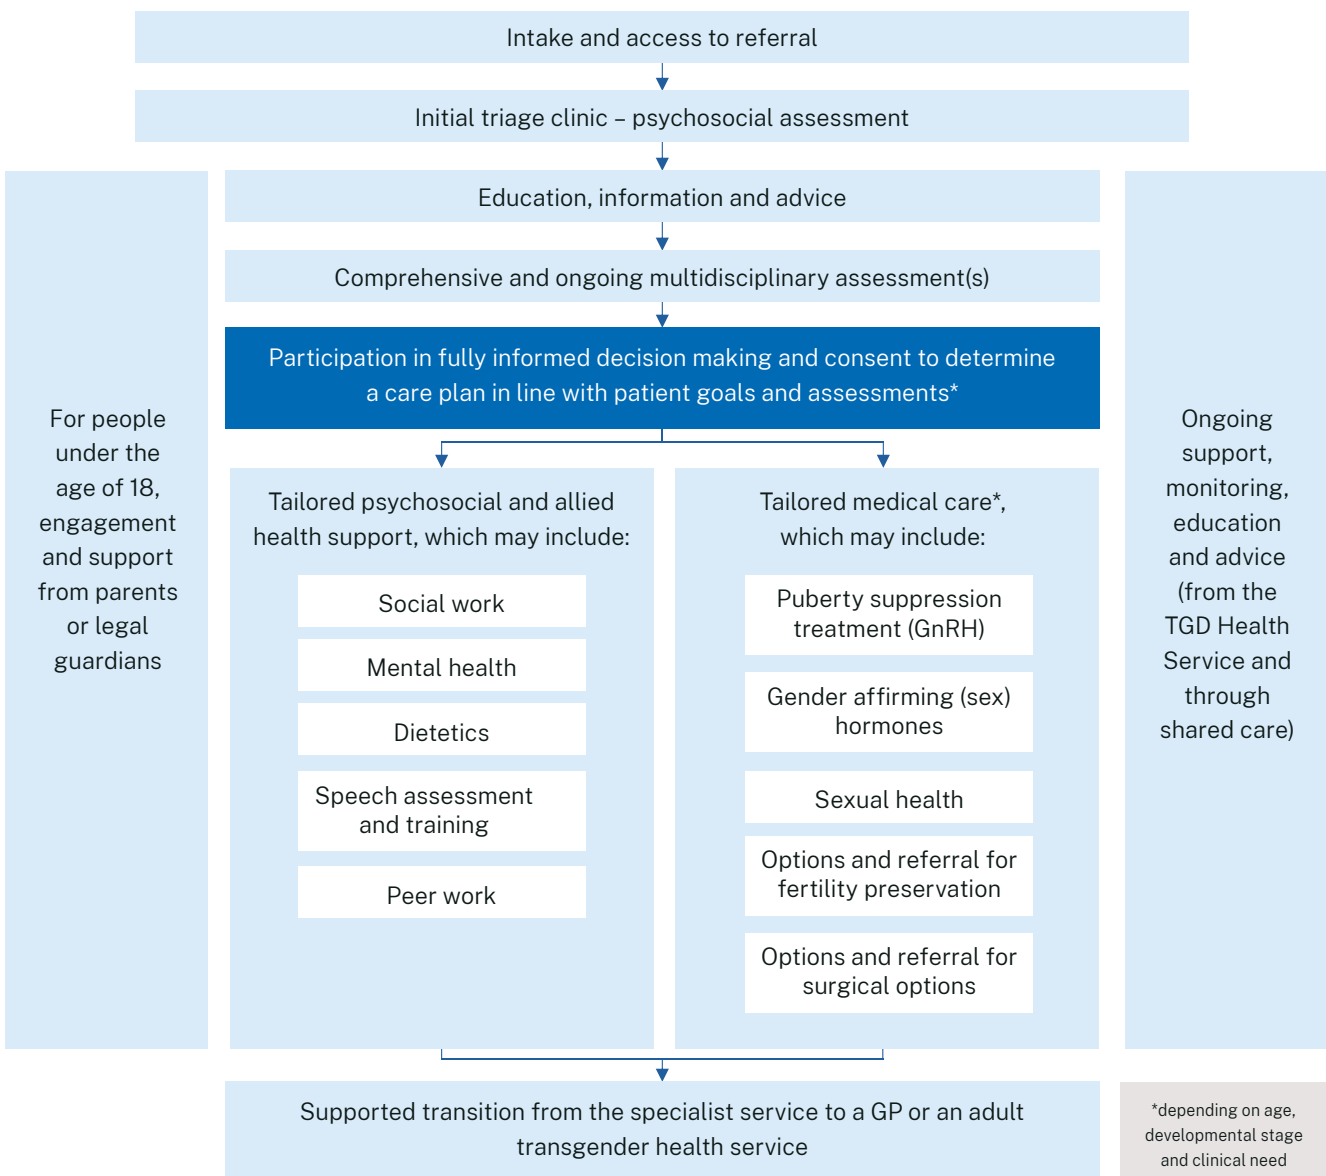 Intake and access to referral
Initial triage clinic – psychosocial assessment
Education, information and advice
Comprehensive and ongoing multidisciplinary assessment(s)
Participation in fully informed decision making and consent to determine
a care plan in line with patient goals and assessments*
For people
under the
age of 18,
engagement
and support
from parents
or legal
guardians
Tailored psychosocial and allied
health support, which may include:
Social work
Mental health
Dietetics
Speech assessment
and training
Peer work
Tailored medical care*,
which may include:
Puberty suppression
treatment (GnRH)
Gender affirming (sex)
hormones
Sexual health
Options and referral for
fertility preservation
Options and referral for
surgical options
Ongoing
support,
monitoring,
education
and advice
(from the
TGD Health
Service and
through
shared care)
Supported transition from the specialist service to a GP or an adult
transgender health service
*depending on age,
developmental stage
and clinical need